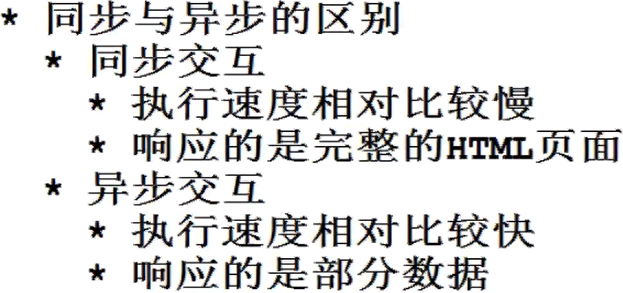 * 同步与异步的区别
* 同步交互
* 执行速度相对比较慢
* 响应的是完整的HTML页面
* 异步交互
* 执行速度相对比较快
* 响应的是部分数据